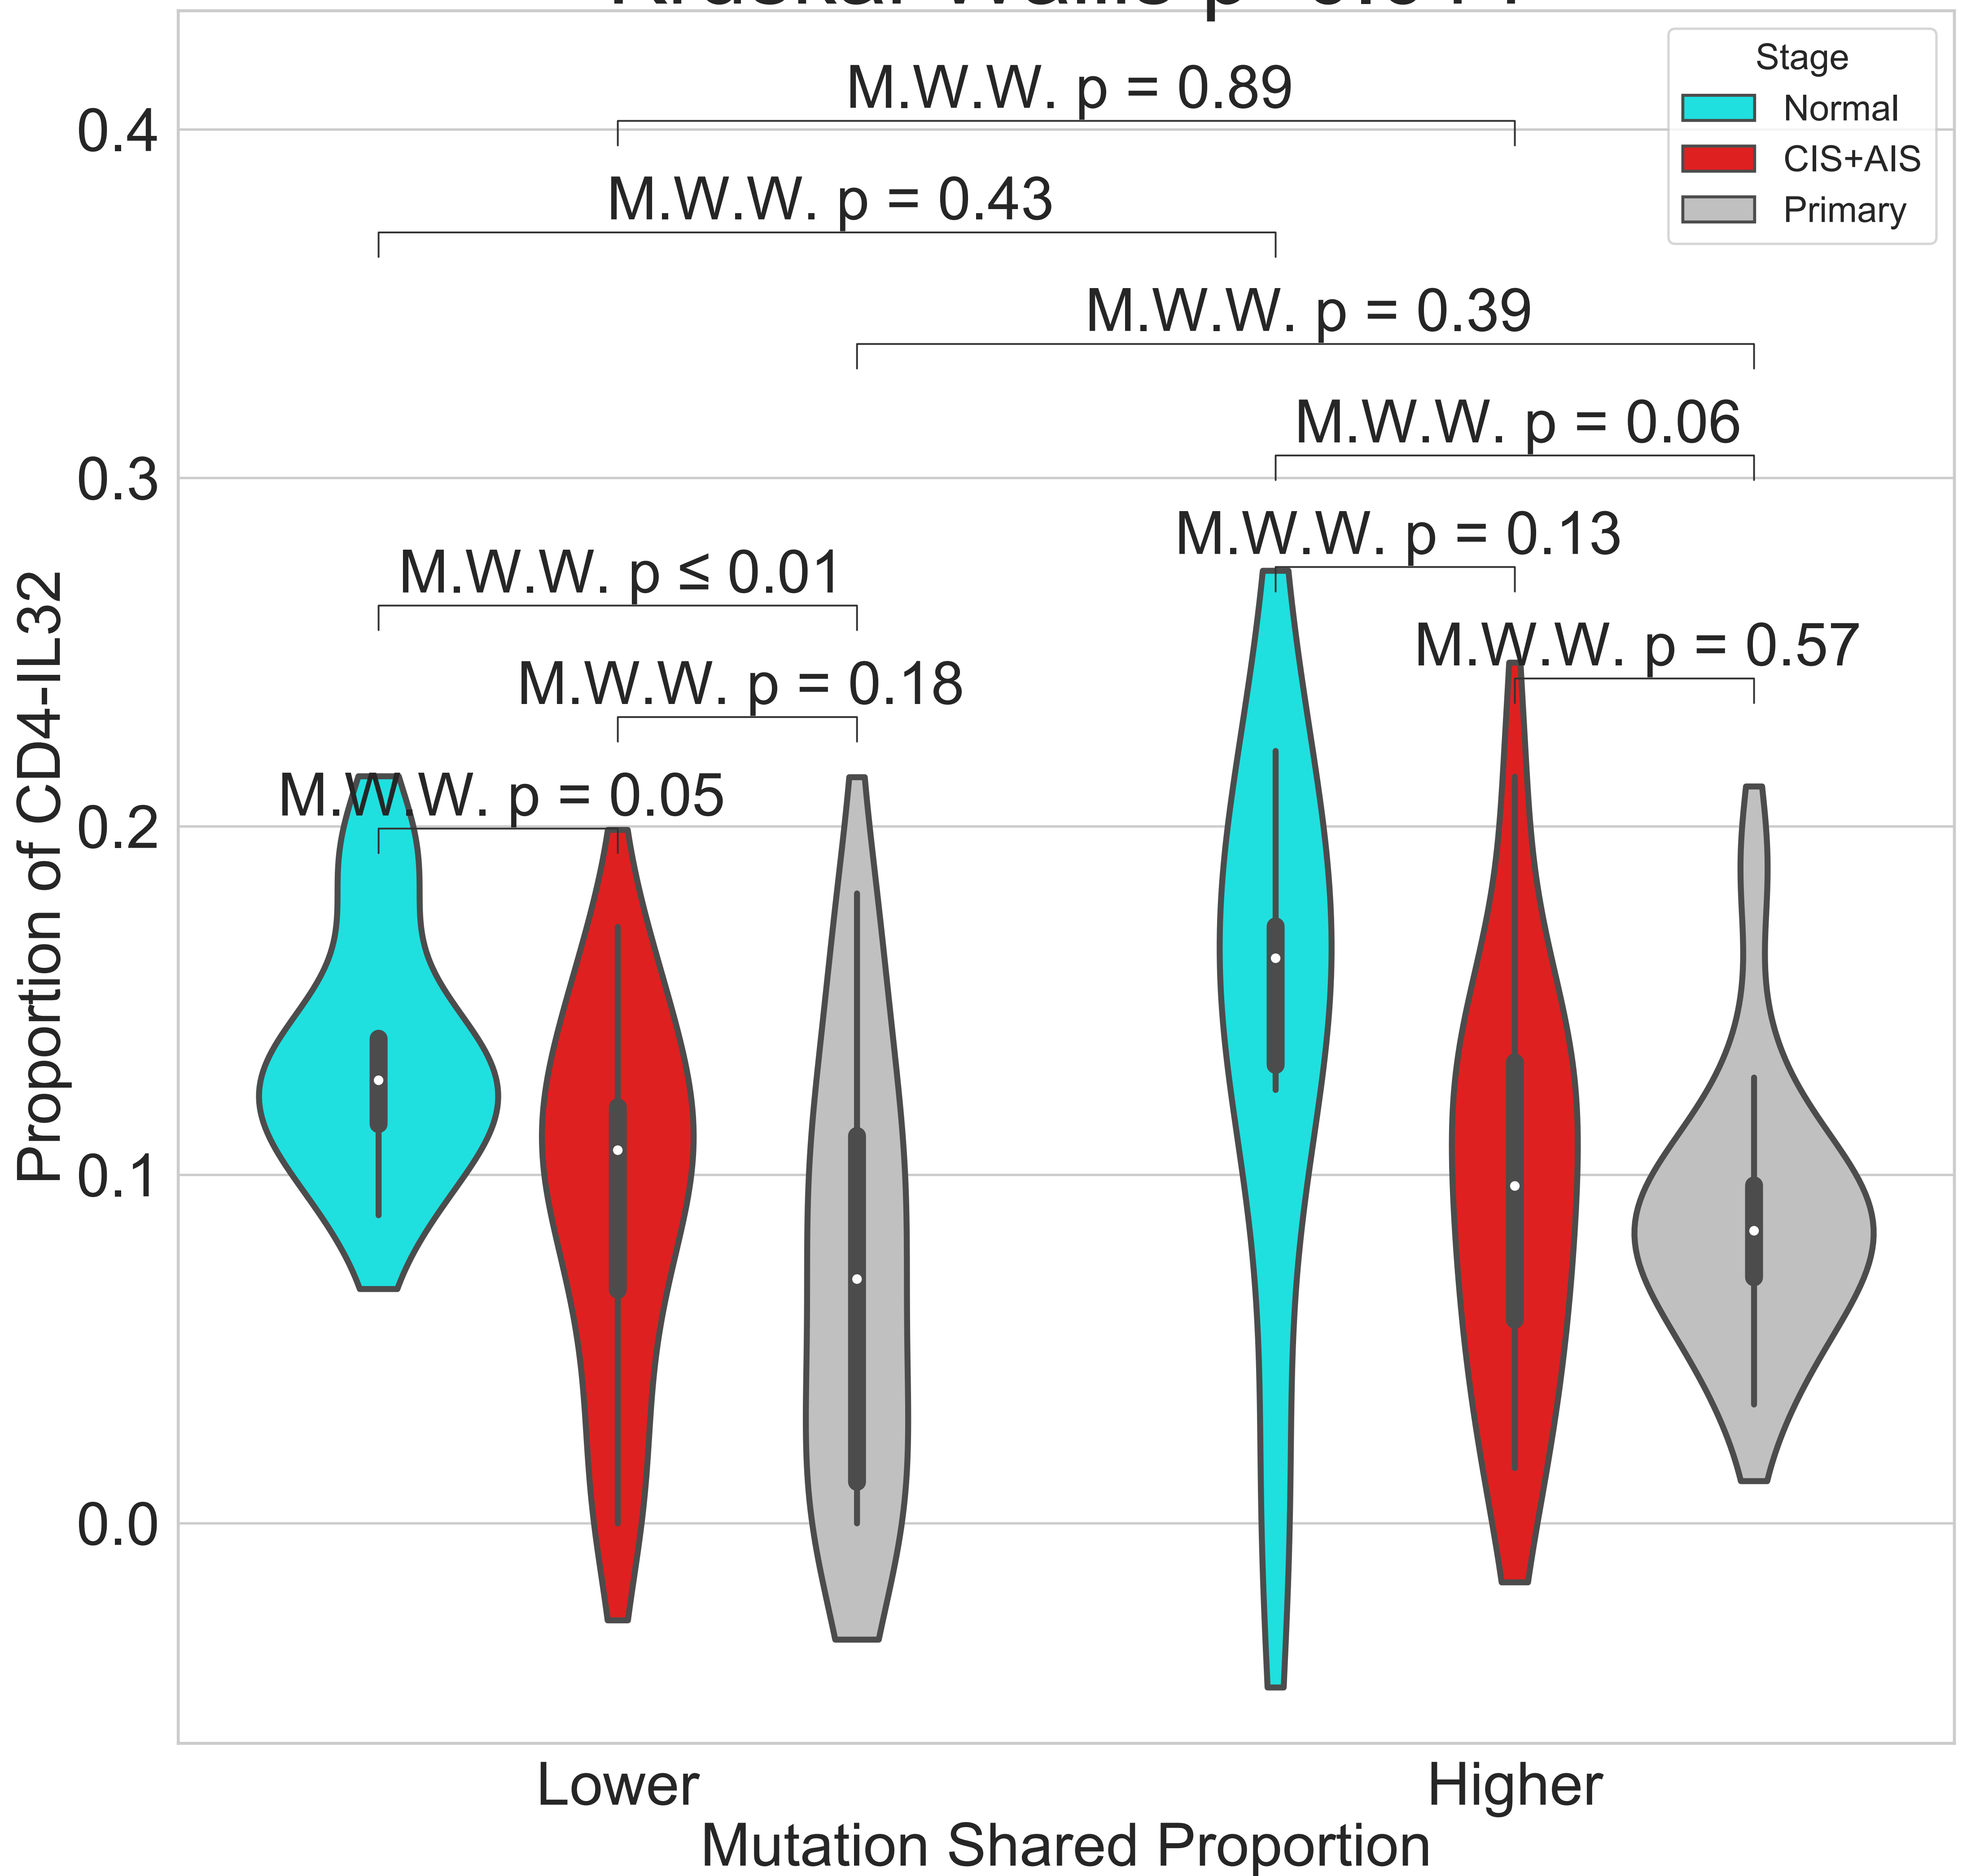 M.W.W. p = 0.89
M.W.W. p = 0.43
M.W.W. p = 0.39
M.W.W. p = 0.06
M.W.W. p = 0.13
M.W.W. p ≤ 0.01
M.W.W. p = 0.57
M.W.W. p = 0.18
M.W.W. p = 0.05
Stage
Normal
CIS+AIS
Primary
Proportion of CD4-IL32
0.4
0.3
0.2
0.1
0.0
Lower
Higher
Mutation Shared Proportion